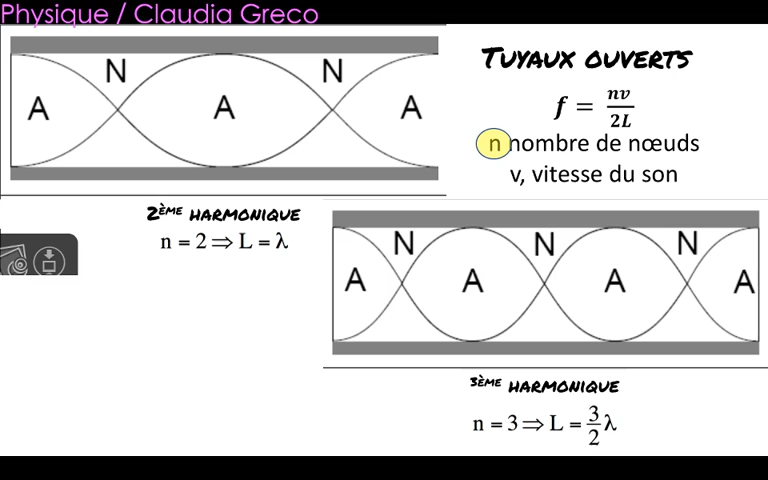 Physique / Claudia Greco
N N
A A A
TUYAUX OUVERTS
f = nv/2L
n nombre de nœuds
v, vitesse du son
2ÈME HARMONIQUE
n = 2 ⇒ L = λ
N N N
A A A A
3ÈME HARMONIQUE
n = 3 ⇒ L = 3/2 λ